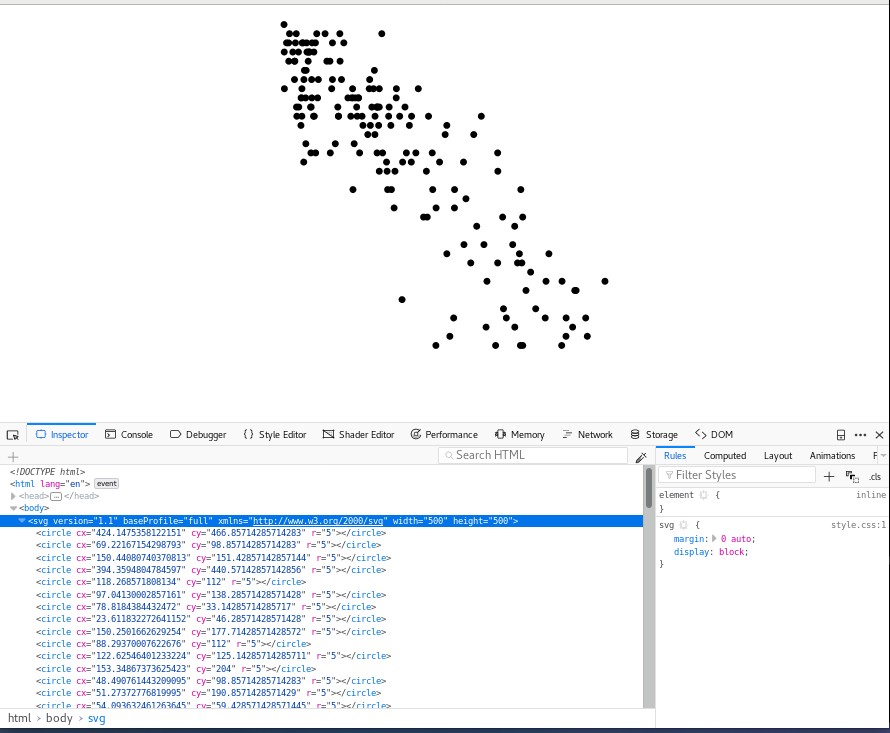 Inspector Console Debugger Style Editor Shader Editor Performance Memory Network Storage DOM
Search HTML
Rules Computed Layout Animations F
<!DOCTYPE html>
<html lang="en"> event
<head>…</head>
<body>
<svg version="1.1" baseProfile="full" xmlns="http://www.w3.org/2000/svg" width="500" height="500">
<circle cx="424.1475358122151" cy="466.85714285714283" r="5"></circle>
<circle cx="69.22167154298793" cy="98.85714285714283" r="5"></circle>
<circle cx="150.44080740370813" cy="151.42857142857144" r="5"></circle>
<circle cx="394.3594804784597" cy="440.57142857142856" r="5"></circle>
<circle cx="118.268571808134" cy="112" r="5"></circle>
<circle cx="97.04130002857161" cy="138.28571428571428" r="5"></circle>
<circle cx="78.8184384432472" cy="33.14285714285717" r="5"></circle>
<circle cx="23.611832272641152" cy="46.28571428571428" r="5"></circle>
<circle cx="150.2501662629254" cy="177.71428571428572" r="5"></circle>
<circle cx="88.29370007622676" cy="112" r="5"></circle>
<circle cx="122.62546401233224" cy="125.14285714285711" r="5"></circle>
<circle cx="153.34867373625423" cy="204" r="5"></circle>
<circle cx="48.490761443209095" cy="98.85714285714283" r="5"></circle>
<circle cx="51.27372776819995" cy="190.8571428571429" r="5"></circle>
<circle cx="54.093632461263645" cy="59.428571428571445" r="5"></circle>
html > body > svg
Filter Styles
.cls
element { inline
}
svg { style.css:1
margin: 0 auto;
display: block;
}